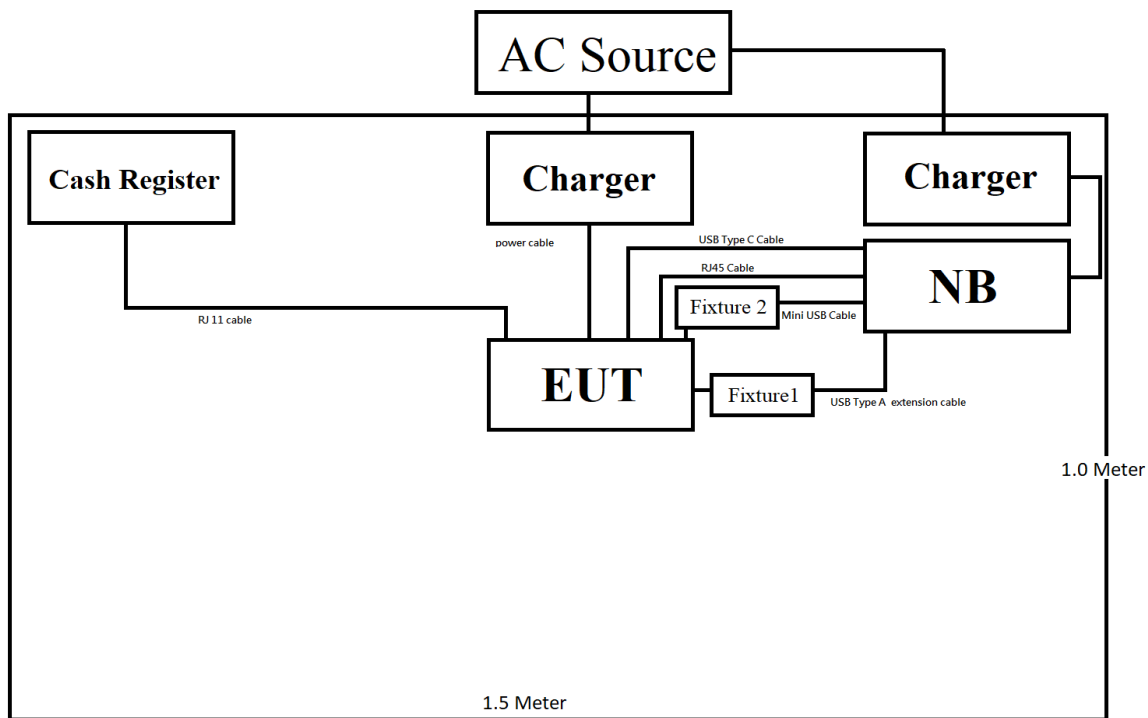 AC Source
Cash Register
Charger
Charger
power cable
USB Type C Cable
RJ45 Cable
NB
Fixture 2
Mini USB Cable
RJ 11 cable
EUT
Fixture1
USB Type A extension cable
1.0 Meter
1.5 Meter